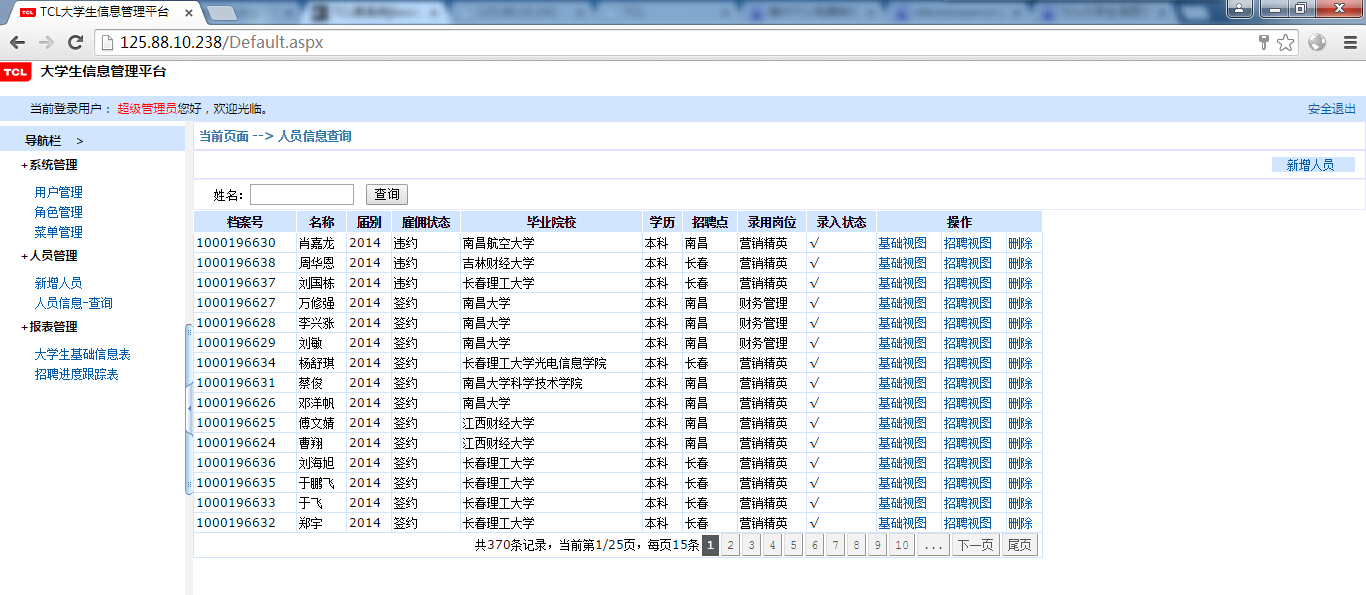 TCL大学生信息管理平台
125.88.10.238/Default.aspx
TCL 大学生信息管理平台
当前登录用户： 超级管理员您好，欢迎光临。 安全退出
导航栏 >
+系统管理
用户管理
角色管理
菜单管理
+人员管理
新增人员
人员信息-查询
+报表管理
大学生基础信息表
招聘进度跟踪表
当前页面 --> 人员信息查询
新增人员
姓名: 查询
档案号 名称 届别 雇佣状态 毕业院校 学历 招聘点 录用岗位 录入状态 操作
1000196630 肖嘉龙 2014 违约 南昌航空大学 本科 南昌 营销精英 √ 基础视图 招聘视图 删除
1000196638 周华恩 2014 违约 吉林财经大学 本科 长春 营销精英 √ 基础视图 招聘视图 删除
1000196637 刘国栋 2014 违约 长春理工大学 本科 长春 营销精英 √ 基础视图 招聘视图 删除
1000196627 万修强 2014 签约 南昌大学 本科 南昌 财务管理 √ 基础视图 招聘视图 删除
1000196628 李兴涨 2014 签约 南昌大学 本科 南昌 财务管理 √ 基础视图 招聘视图 删除
1000196629 刘敏 2014 签约 南昌大学 本科 南昌 财务管理 √ 基础视图 招聘视图 删除
1000196634 杨舒琪 2014 签约 长春理工大学光电信息学院 本科 长春 营销精英 √ 基础视图 招聘视图 删除
1000196631 蔡俊 2014 签约 南昌大学科学技术学院 本科 南昌 营销精英 √ 基础视图 招聘视图 删除
1000196626 邓洋帆 2014 签约 南昌大学 本科 南昌 营销精英 √ 基础视图 招聘视图 删除
1000196625 傅文婧 2014 签约 江西财经大学 本科 南昌 营销精英 √ 基础视图 招聘视图 删除
1000196624 曹翔 2014 签约 江西财经大学 本科 南昌 营销精英 √ 基础视图 招聘视图 删除
1000196636 刘海旭 2014 签约 长春理工大学 本科 长春 营销精英 √ 基础视图 招聘视图 删除
1000196635 于鹏飞 2014 签约 长春理工大学 本科 长春 营销精英 √ 基础视图 招聘视图 删除
1000196633 于飞 2014 签约 长春理工大学 本科 长春 营销精英 √ 基础视图 招聘视图 删除
1000196632 郑宇 2014 签约 长春理工大学 本科 长春 营销精英 √ 基础视图 招聘视图 删除
共370条记录，当前第1/25页，每页15条 1 2 3 4 5 6 7 8 9 10 ... 下一页 尾页